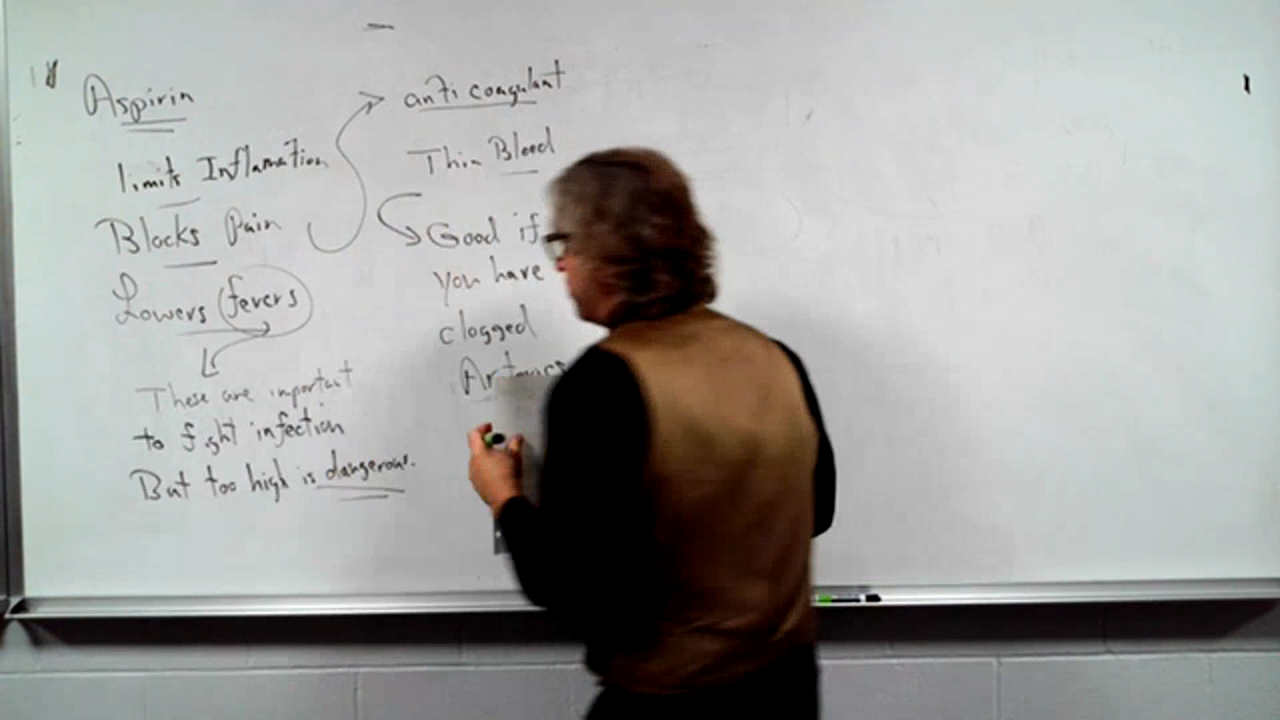 Aspirin
limits Inflamation
Blocks Pain
Lowers fevers
These are important
to fight infection
But too high is dangerous.
anti coagulant
Thin Blood
Good if
you have
clogged